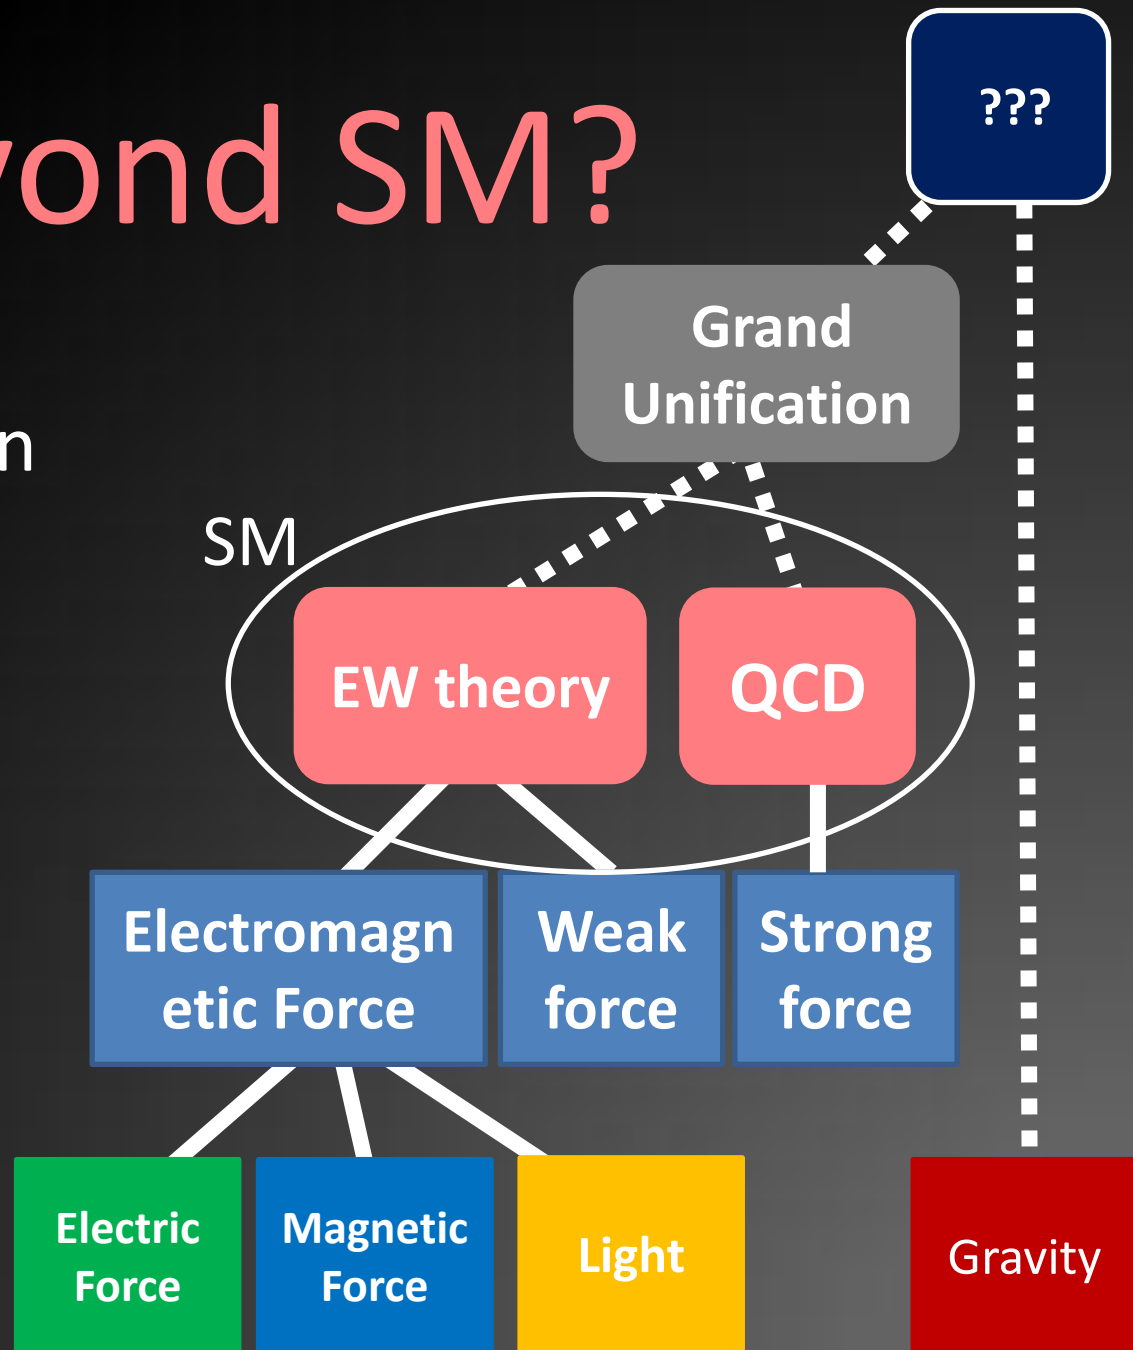 ???
yond SM?
Grand
Unification
n
SM
EW theory
QCD
Electromagn
etic Force
Weak
force
Strong
force
Electric
Force
Magnetic
Force
Light
Gravity